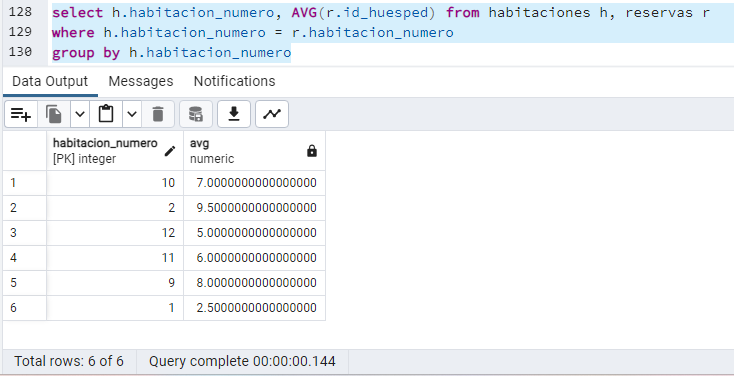 128 select h.habitacion_numero, AVG(r.id_huesped) from habitaciones h, reservas r
129 where h.habitacion_numero = r.habitacion_numero
130 group by h.habitacion_numero
Data Output Messages Notifications
habitacion_numero avg
[PK] integer numeric
1 10 7.0000000000000000
2 2 9.5000000000000000
3 12 5.0000000000000000
4 11 6.0000000000000000
5 9 8.0000000000000000
6 1 2.5000000000000000
Total rows: 6 of 6 Query complete 00:00:00.144